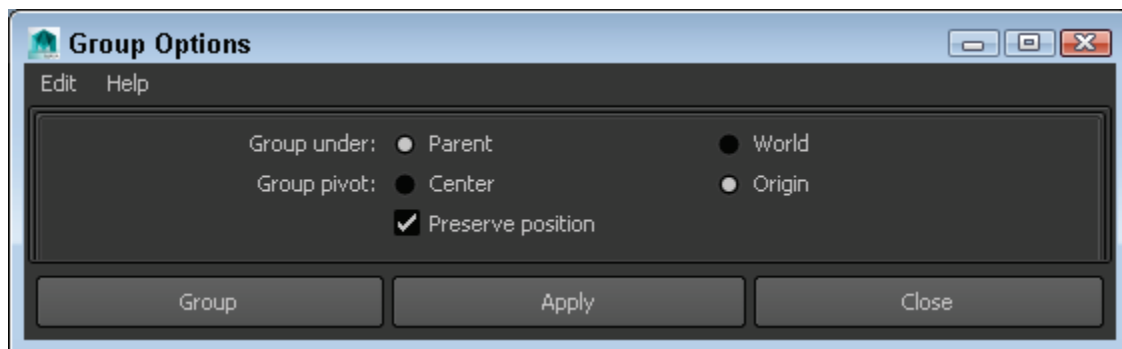 Group Options
Edit Help
Group under: Parent World
Group pivot: Center Origin
Preserve position
Group Apply Close